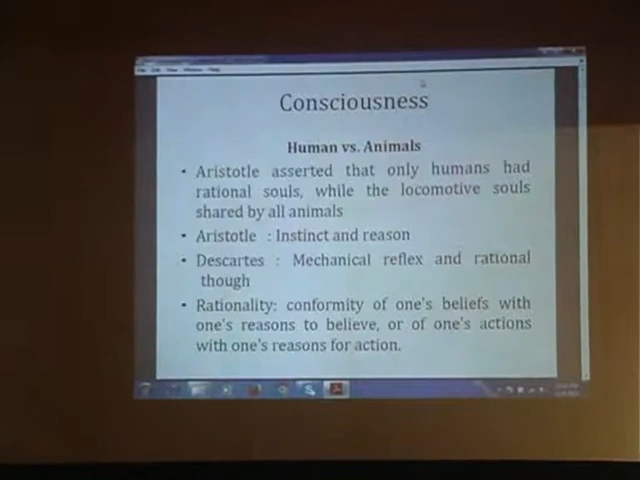 Consciousness
Human vs. Animals
• Aristotle asserted that only humans had
rational souls, while the locomotive souls
shared by all animals
• Aristotle : Instinct and reason
• Descartes : Mechanical reflex and rational
though
• Rationality: conformity of one's beliefs with
one's reasons to believe, or of one's actions
with one's reasons for action.